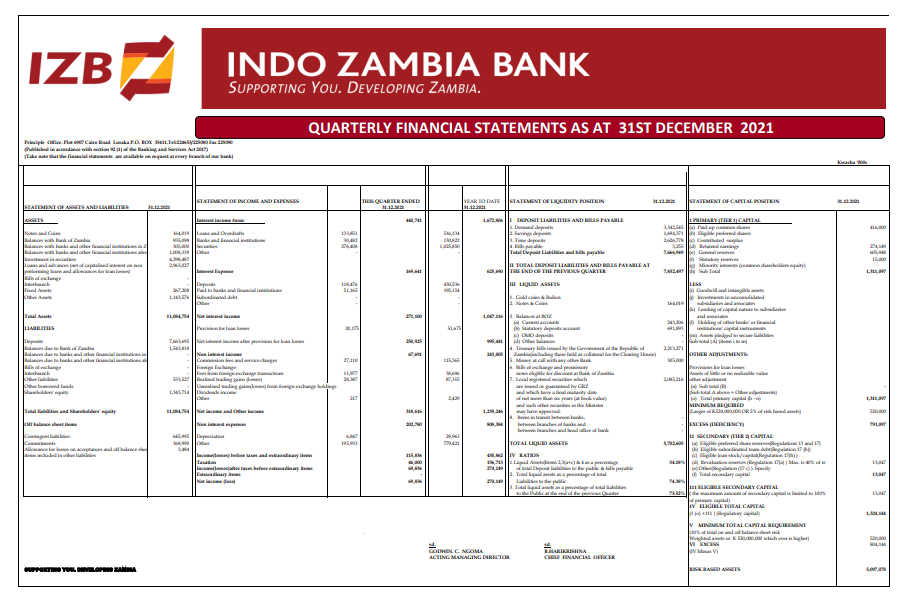 IZB
INDO ZAMBIA BANK
SUPPORTING YOU. DEVELOPING ZAMBIA.
QUARTERLY FINANCIAL STATEMENTS AS AT 31ST DECEMBER 2021
Principle Office. Plot 6907 Cairo Road Lusaka P.O. BOX 35411.Tel:224653/225080 Fax 225090
(Published in accordance with section 92 (1) of the Banking and Services Act 2017)
(Take note that the financial statements are available on request at every branch of our bank)
Kwacha '000s
STATEMENT OF ASSETS AND LIABILITIES 31.12.2021
ASSETS
Notes and Coins 164,019
Balances with Bank of Zambia 935,098
Balances with banks and other financial institutions in Z 305,000
Balances with banks and other financial institutions abr 1,008,339
Investment in securities 4,298,487
Loans and advances (net of capitalised interest on non 2,963,027
performing loans and allowances for loan losses)
Bills of exchange -
Interbranch -
Fixed Assets 267,208
Other Assets 1,143,576
Total Assets 11,084,754
LIABILITIES
Deposits 7,663,695
Balances due to Bank of Zambia 1,543,818
Balances due to banks and other financial institutions in -
Balances due to banks and other financial institutions ab -
Bills of exchange -
Interbranch -
Other liabilities 533,527
Other borrowed funds -
Shareholders' equity 1,343,714
Total liabilities and Shareholders' equity 11,084,754
Off balance sheet items
Contingent liabilities 645,995
Commitments 368,980
Allowance for losses on acceptances and off balance shee 3,484
items included in other liabilities
STATEMENT OF INCOME AND EXPENSES THIS QUARTER ENDED YEAR TO DATE
31.12.2021 31.12.2021
Interest income from: 440,741 1,672,806
Loans and Overdrafts 133,851 516,134
Banks and financial institutions 30,482 130,822
Securities 276,408 1,025,850
Other - -
Interest Expense 169,641 625,690
Deposits 118,476 430,536
Paid to banks and financial institutions 51,165 195,154
Subordinated debt - -
Other - -
271,100 1,047,116
Provision for loan losses 20,175 51,675
Net interest income after provision for loan losses 250,925 995,441
Non interest income 67,691 243,805
Commission fees and service charges 27,110 115,365
Foreign Exchange:
Fees from foreign exchange transactions 11,977 38,696
Realised trading gains (losses) 28,387 87,315
Unrealised trading gains(losses) from foreign exchange holdings
Dividends income
Other 217 2,429
Net income and Other income 318,616 1,239,246
Non interest expenses 202,780 808,384
Depreciation 6,847 28,963
Other 195,933 779,421
Income(losses) before taxes and extraordinary items 115,836 430,862
Taxation 46,000 156,713
Income(losses)after taxes before extraordinary items 69,836 274,149
Extraordinary items - -
Net income (loss) 69,836 274,149
STATEMENT OF LIQUIDITY POSITION 31.12.2021
I DEPOSIT LIABILITIES AND BILLS PAYABLE
1. Demand deposits 3,342,545
2. Savings deposits 1,694,371
3. Time deposits 2,626,779
4. Bills payable 3,255
Total Deposit Liabilities and bills payable 7,666,949
II TOTAL DEPOSIT LIABILITIES AND BILLS PAYABLE AT
THE END OF THE PREVIOUS QUARTER 7,832,497
III LIQUID ASSETS
1. Gold coins & Bulion
2. Notes & Coins 164,019
3. Balances at BOZ
(a) Current accounts 243,206
(b) Statutory deposits account 691,893
(c) OMO deposits
(d) Other balances -
4. Treasury bills issued by the Government of the Republic of 2,213,271
Zambia(including these held as collateral for the Clearing House)
5. Money at call with any other Bank 305,000
6. Bills of exchange and promissory
notes eligible for discount at Bank of Zambia
7. Local registered securities which 2,085,216
are issued or guaranteed by GRZ
and which have a final maturity date
of not more than six years (at book value)
and such other securities as the Minister
may have approved.
8. Items in transit between banks, -
between branches of banks and -
between branches and head office of bank -
TOTAL LIQUID ASSETS 5,702,605
IV RATIOS
1.Liquid Assets(Items 2,3(a+c) & 4 as a percentage 34.18%
of total Deposit Liabilities to the public & bills payable
2. Total liquid assets as a percentage of total deposit
Liabilities to the public 74.38%
3. Total liquid assets as a percentage of total liabilities
to the Public at the end of the previous Quarter 73.52%
STATEMENT OF CAPITAL POSITION 31.12.2021
I PRIMARY (TIER 1) CAPITAL
(a) Paid up common shares 416,000
(b) Eligible preferred shares
(c) Contributed surplus
(d) Retained earnings 274,149
(e) General reserves 605,948
(f) Statutory reserves 15,000
(g) Minority interests (common shareholders equity)
(h) Sub Total 1,311,097
LESS
(i) Goodwill and intangible assets
(j) Investments in unconsolidated
subsidiaries and associates
(k) Lending of capital nature to subsidiaries
and associates
(l) Holding of other banks' or financial
institutions' capital instruments
(m) Assets pledged to secure liabilities
Sub-total (A) (items i to m)
OTHER ADJUSTMENTS:
Provisions for loan losses
Assets of little or no realizable value
other adjustment
(n) Sub total (B) -
(Sub total A above + Other adjustments)
(o) Total primary capital (h - n) 1,311,097
MINIMUM REQUIRED
(Larger of K520,000,000 OR 5% of risk based assets) 520,000
EXCESS (DEFICIENCY) 791,097
II SECONDARY (TIER 2) CAPITAL
(a) Eligible preferred share reserves(Regulations 13 and 17)
(b) Eligible subordinated team debt(Regulation 17 (b))
(c) Eligible loan stock/capital(Regulation 17(b))
(d) Revaluation reserves (Regulation 17(a) ( Max. is 40% of re 13,047
(e) Other(Regulation 17 (c) ). Specify
(f) Total secondary capital 13,047
III ELIGIBLE SECONDARY CAPITAL
( the maximum amount of secondary capital is limited to 100% 13,047
of primary capital)
IV ELIGIBLE TOTAL CAPITAL
(1 (o) +III ) (Regulatory capital) 1,324,144
V MINIMUM TOTAL CAPITAL REQUIREMENT
(10% of total on and off balance sheet risk
Weighted assets or K 520,000,000 which ever is higher) 520,000
VI EXCESS 804,144
(IV Minus V)
RISK BASED ASSETS 5,097,078
sd. sd.
GODWIN. C. NGOMA B.HARIKRISHNA
ACTING MANAGING DIRECTOR CHIEF FINANCIAL OFFICER
SUPPORTING YOU. DEVELOPING ZAMBIA